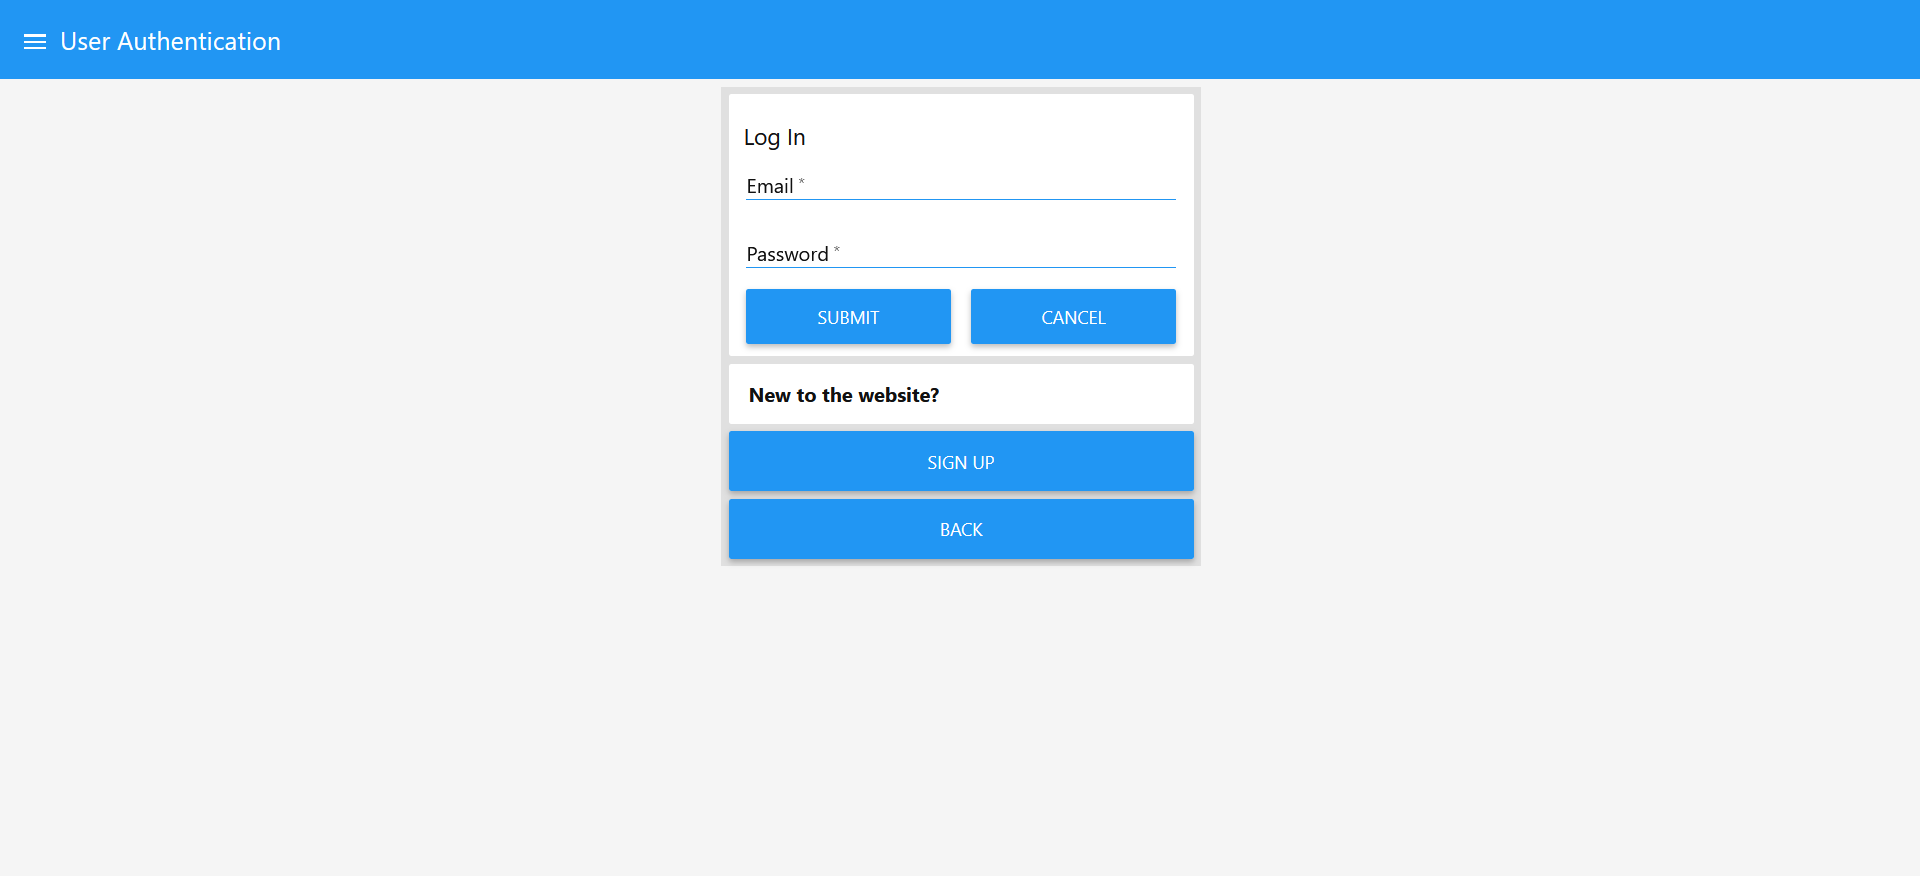 User Authentication
Log In
Email *
Password *
SUBMIT
CANCEL
New to the website?
SIGN UP
BACK